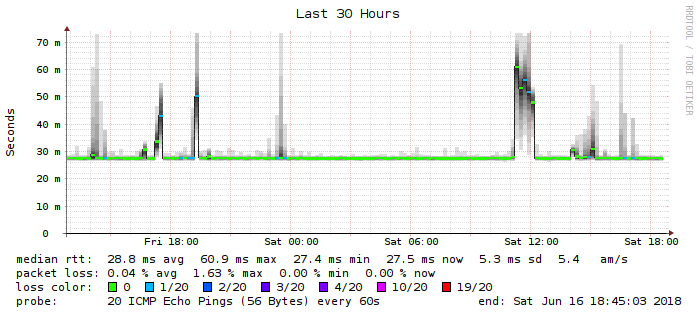 Last 30 Hours
RRDTOOL / TOBI OETIKER
Seconds
70 m
60 m
50 m
40 m
30 m
20 m
10 m
0
Fri 18:00 Sat 00:00 Sat 06:00 Sat 12:00 Sat 18:00
median rtt: 28.8 ms avg 60.9 ms max 27.4 ms min 27.5 ms now 5.3 ms sd 5.4 am/s
packet loss: 0.04 % avg 1.63 % max 0.00 % min 0.00 % now
loss color: 0 1/20 2/20 3/20 4/20 10/20 19/20
probe: 20 ICMP Echo Pings (56 Bytes) every 60s end: Sat Jun 16 18:45:03 2018